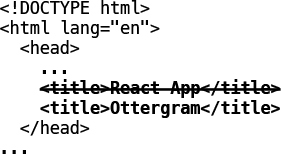 <!DOCTYPE html>
<html lang="en">
<head>
...
<title>React App</title>
<title>Ottergram</title>
</head>
...